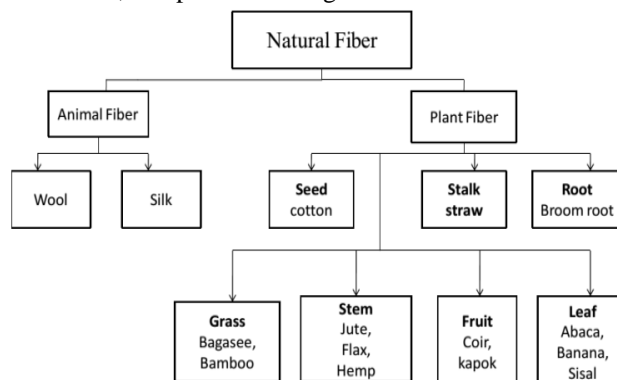 Natural Fiber
Animal Fiber
Plant Fiber
Wool
Silk
Seed
cotton
Stalk
straw
Root
Broom root
Grass
Bagasee,
Bamboo
Stem
Jute,
Flax,
Hemp
Fruit
Coir,
kapok
Leaf
Abaca,
Banana,
Sisal